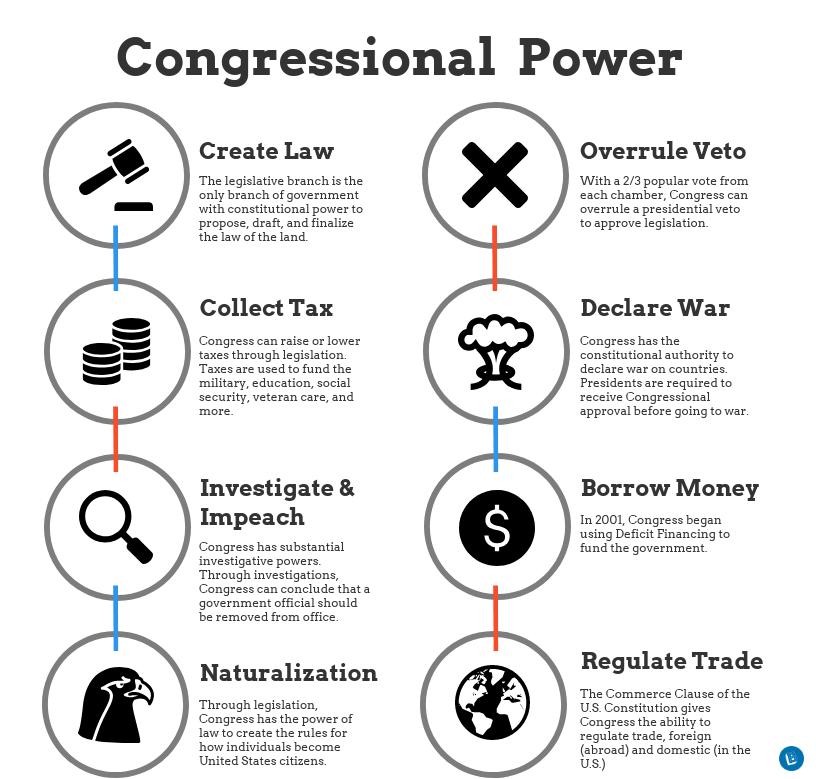 Congressional Power
Create Law
The legislative branch is the
only branch of government
with constitutional power to
propose, draft, and finalize
the law of the land.
Collect Tax
Congress can raise or lower
taxes through legislation.
Taxes are used to fund the
military, education, social
security, veteran care, and
more.
Investigate &
Impeach
Congress has substantial
investigative powers.
Through investigations,
Congress can conclude that a
government official should
be removed from office.
Naturalization
Through legislation,
Congress has the power of
law to create the rules for
how individuals become
United States citizens.
Overrule Veto
With a 2/3 popular vote from
each chamber, Congress can
overrule a presidential veto
to approve legislation.
Declare War
Congress has the
constitutional authority to
declare war on countries.
Presidents are required to
receive Congressional
approval before going to war.
Borrow Money
$
In 2001, Congress began
using Deficit Financing to
fund the government.
Regulate Trade
The Commerce Clause of the
U.S. Constitution gives
Congress the ability to
regulate trade, foreign
(abroad) and domestic (in the
U.S.)